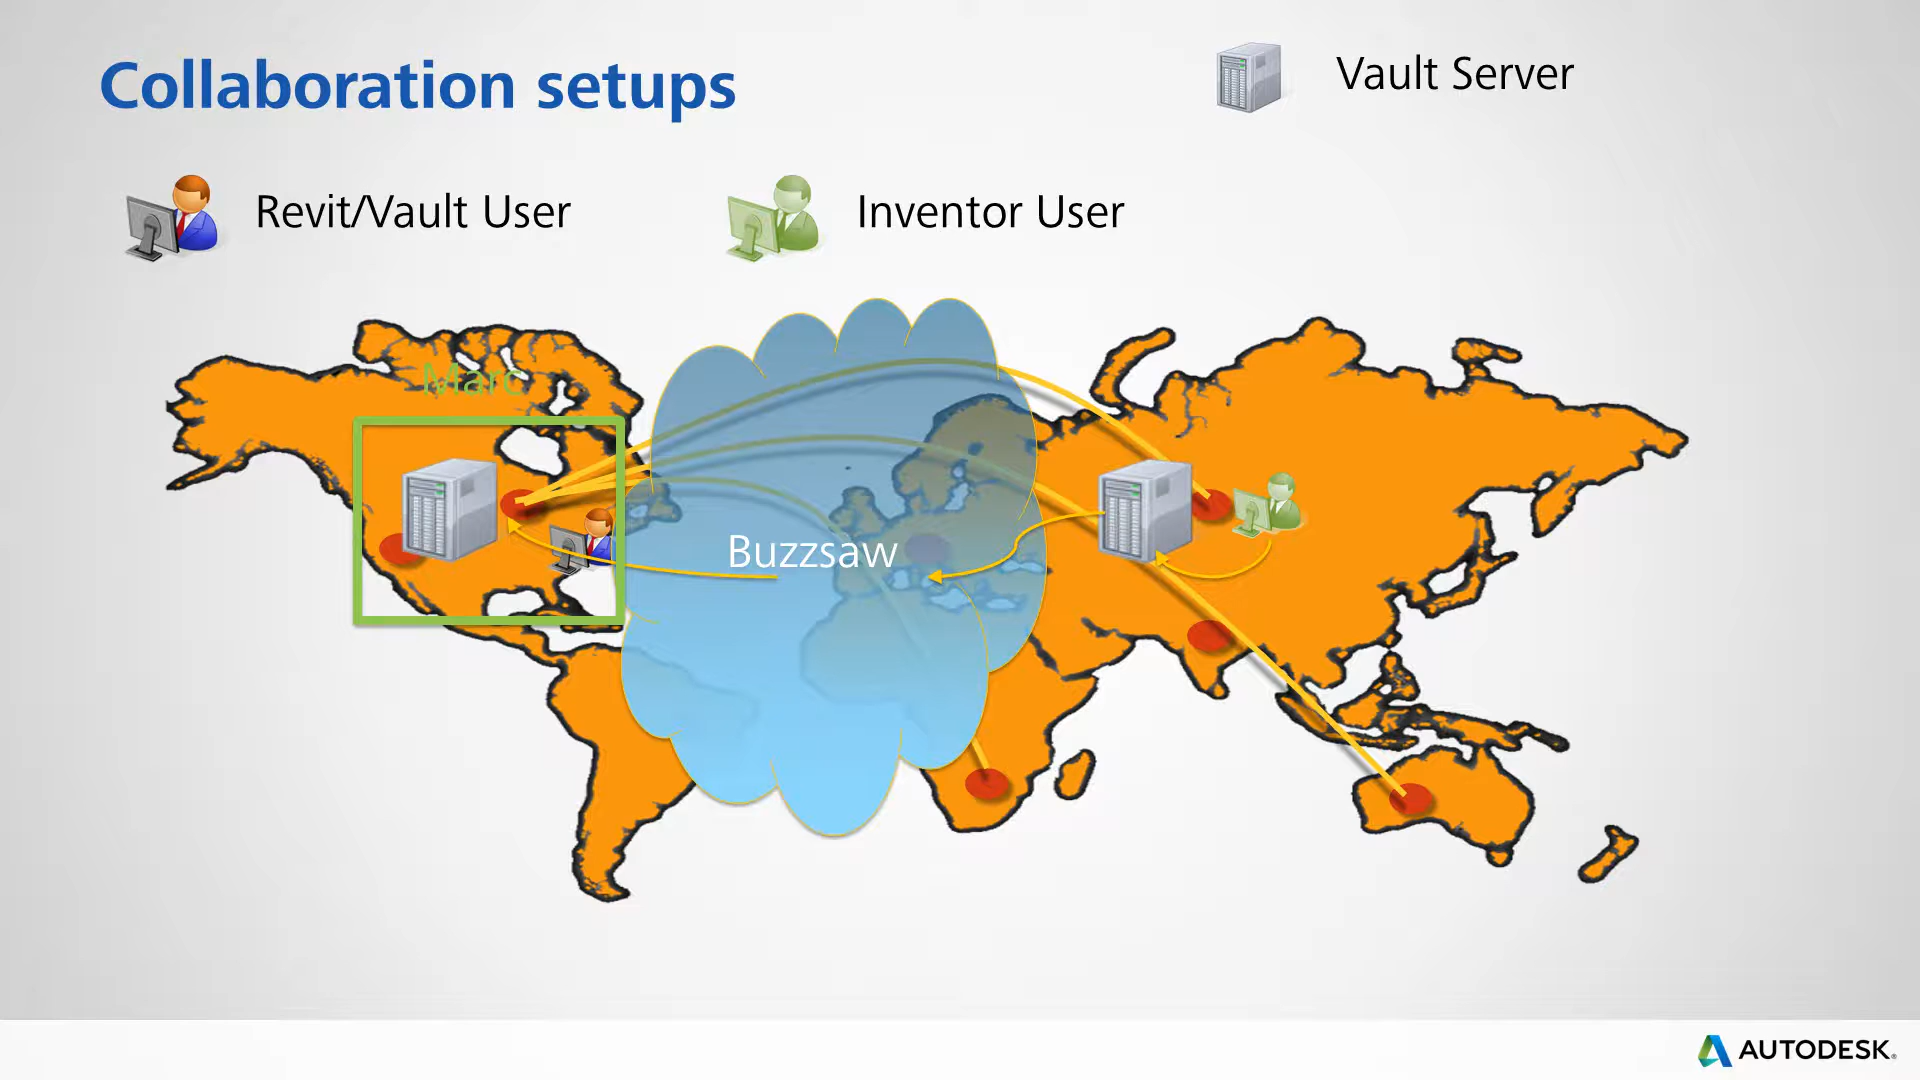 Collaboration setups
Vault Server
Revit/Vault User
Inventor User
Marc
Buzzsaw
AUTODESK®